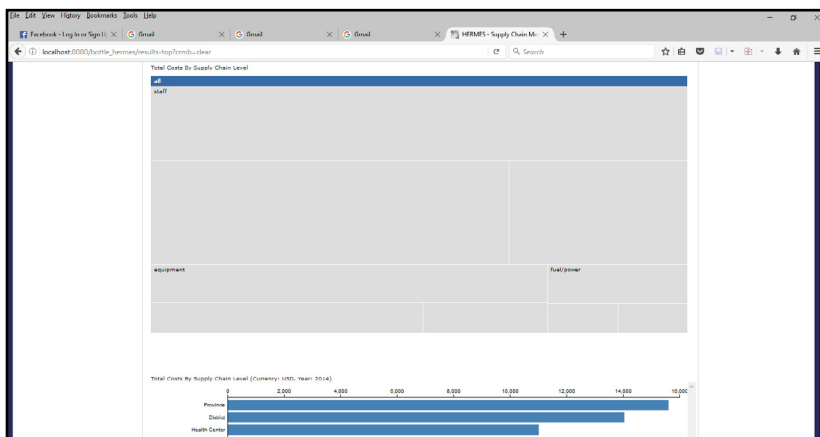 File Edit View History Bookmarks Tools Help
Facebook - Log In or Sign U
Gmail
Gmail
Gmail
HERMES - Supply Chain Mo
localhost:8080/bottle_hermes/results-top?crmb=clear
Search
Total Costs By Supply Chain Level
all
staff
equipment
fuel/power
Total Costs By Supply Chain Level (Currency: USD, Year: 2014)
0 2,000 4,000 6,000 8,000 10,000 12,000 14,000 16,000
Province
District
Health Center